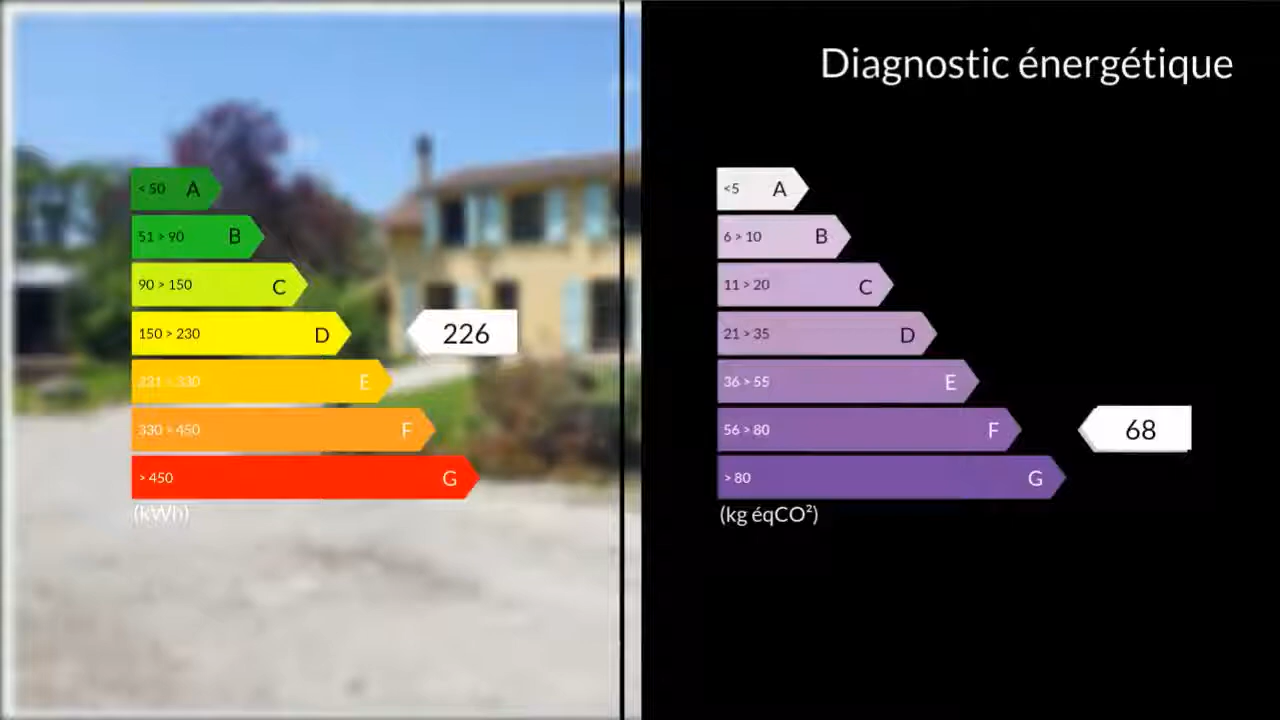 Diagnostic énergétique
< 50 A
51 > 90 B
90 > 150 C
150 > 230 D
226
231 > 330 E
330 > 450 F
> 450 G
(kWh)
<5 A
6 > 10 B
11 > 20 C
21 > 35 D
36 > 55 E
56 > 80 F
68
> 80 G
(kg éqCO²)